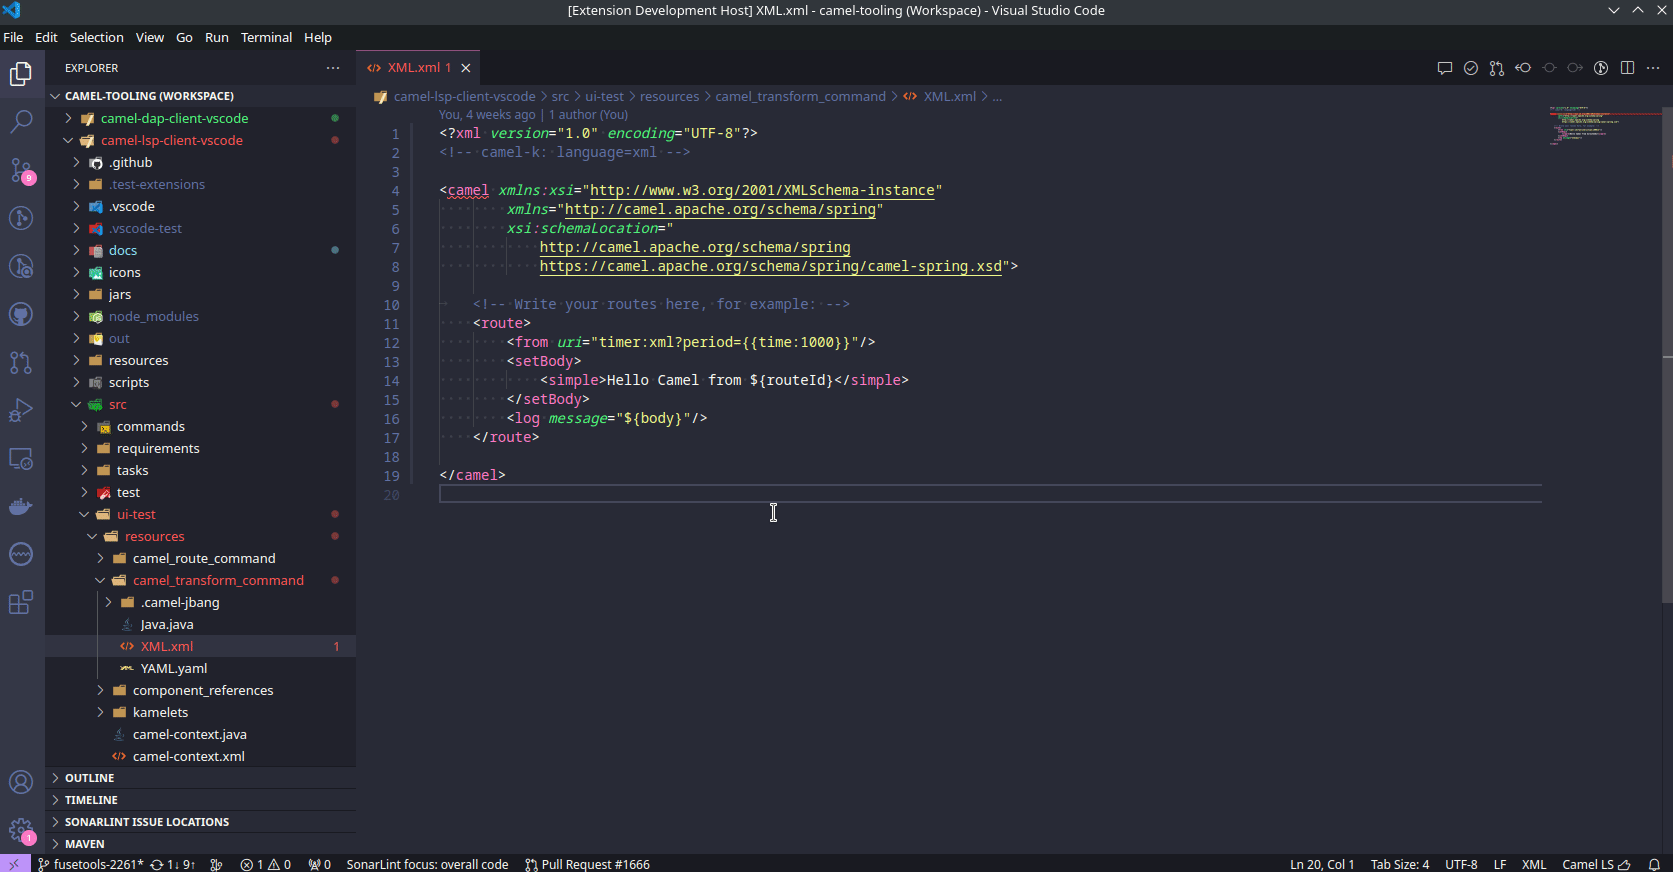 [Extension Development Host] XML.xml - camel-tooling (Workspace) - Visual Studio Code
File Edit Selection View Go Run Terminal Help
EXPLORER
CAMEL-TOOLING (WORKSPACE)
camel-dap-client-vscode
camel-lsp-client-vscode
.github
.test-extensions
.vscode
.vscode-test
docs
icons
jars
node_modules
out
resources
scripts
src
commands
requirements
tasks
test
ui-test
resources
camel_route_command
camel_transform_command
.camel-jbang
Java.java
XML.xml 1
YAML.yaml
component_references
kamelets
camel-context.java
camel-context.xml
OUTLINE
TIMELINE
SONARLINT ISSUE LOCATIONS
MAVEN
9
1
XML.xml 1
camel-lsp-client-vscode > src > ui-test > resources > camel_transform_command > XML.xml > ...
You, 4 weeks ago | 1 author (You)
1 <?xml version="1.0" encoding="UTF-8"?>
2 <!-- camel-k: language=xml -->
3
4 <camel xmlns:xsi="http://www.w3.org/2001/XMLSchema-instance"
5 xmlns="http://camel.apache.org/schema/spring"
6 xsi:schemaLocation="
7 http://camel.apache.org/schema/spring
8 https://camel.apache.org/schema/spring/camel-spring.xsd">
9
10 <!-- Write your routes here, for example: -->
11 <route>
12 <from uri="timer:xml?period={{time:1000}}"/>
13 <setBody>
14 <simple>Hello Camel from ${routeId}</simple>
15 </setBody>
16 <log message="${body}"/>
17 </route>
18
19 </camel>
20
fusetools-2261* 1↓ 9↑ 1 0 0 SonarLint focus: overall code Pull Request #1666 Ln 20, Col 1 Tab Size: 4 UTF-8 LF XML Camel LS